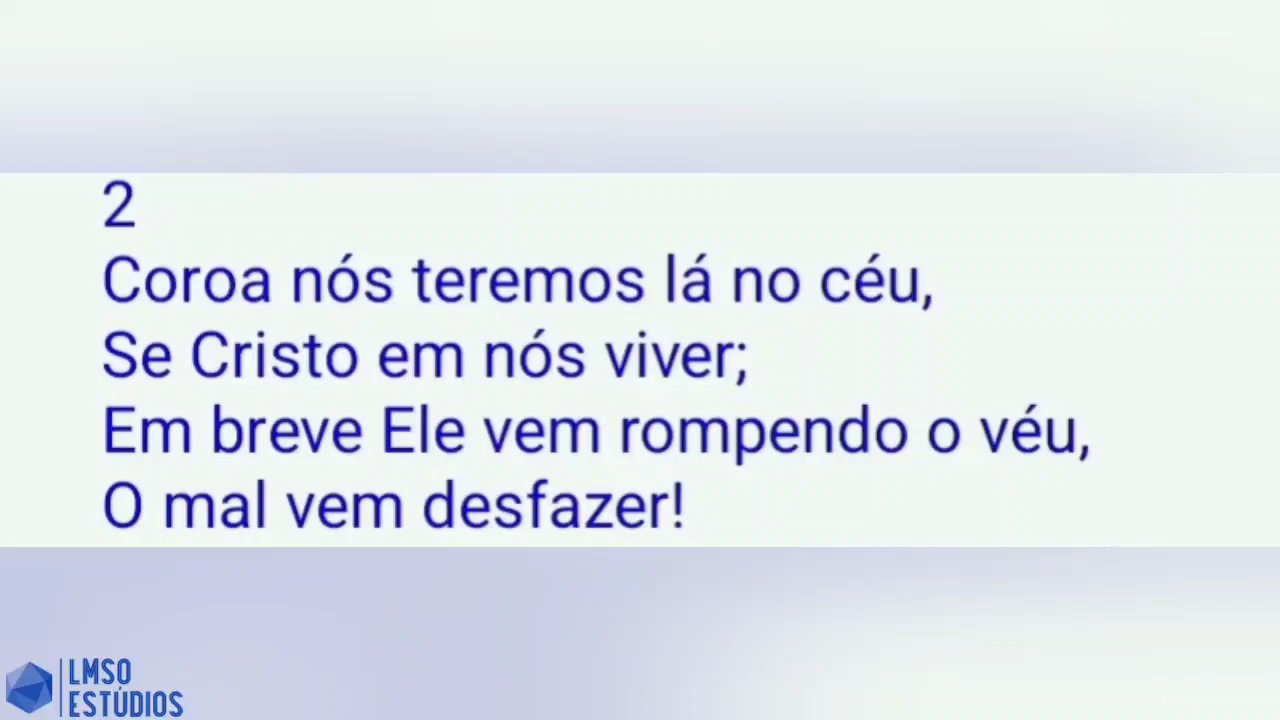 2
Coroa nós teremos lá no céu,
Se Cristo em nós viver;
Em breve Ele vem rompendo o véu,
O mal vem desfazer!
LMSO
ESTÚDIOS